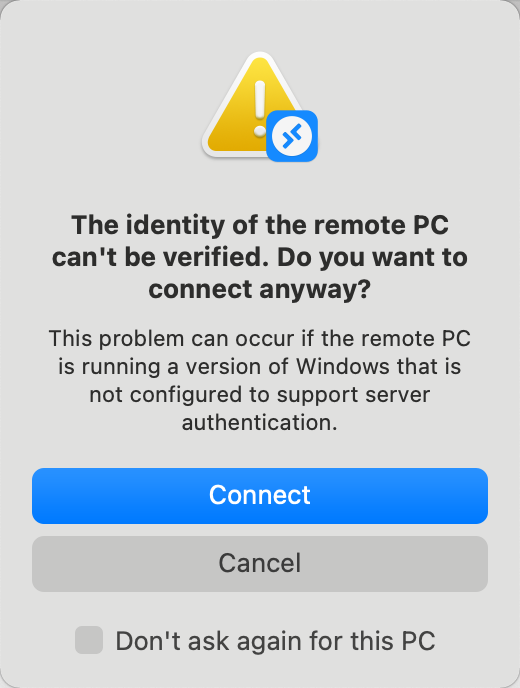 The identity of the remote PC
can't be verified. Do you want to
connect anyway?
This problem can occur if the remote PC
is running a version of Windows that is
not configured to support server
authentication.
Connect
Cancel
Don't ask again for this PC